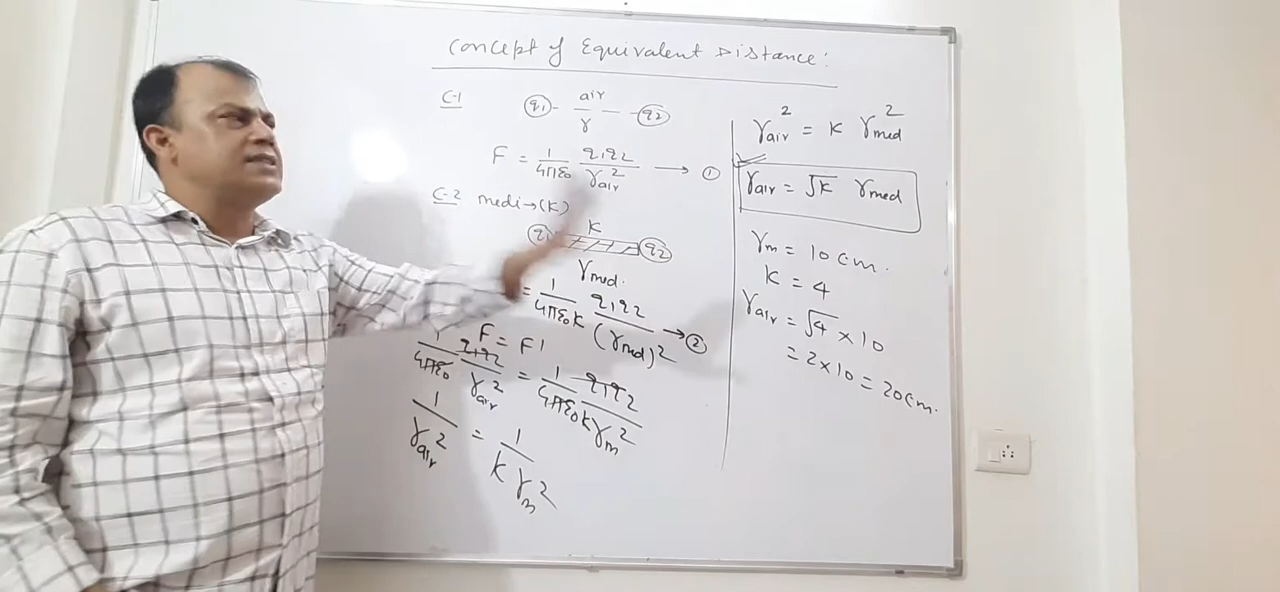 Concept of Equivalent Distance:
C-1
q1 - air/r - q2
F = 1/4πε0 q1q2/r²air → ①
C-2 medi → (K)
q1 K q2
rmed.
= 1/4πε0K q1q2/(rmed)² → ②
F = F'
1/4πε0 q1q2/r²air = 1/4πε0K q1q2/r²m
1/r²air = 1/K r²m
r²air = K r²med
rair = √K rmed
rm = 10 cm.
K = 4
rair = √4 × 10
= 2 × 10 = 20 cm.